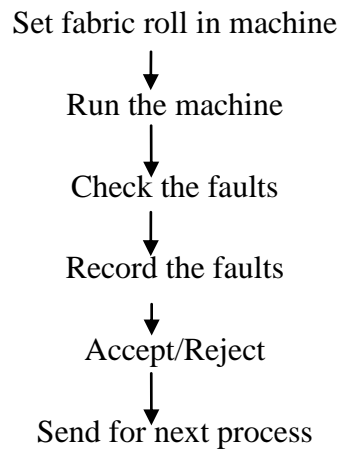 Set fabric roll in machine
Run the machine
Check the faults
Record the faults
Accept/Reject
Send for next process